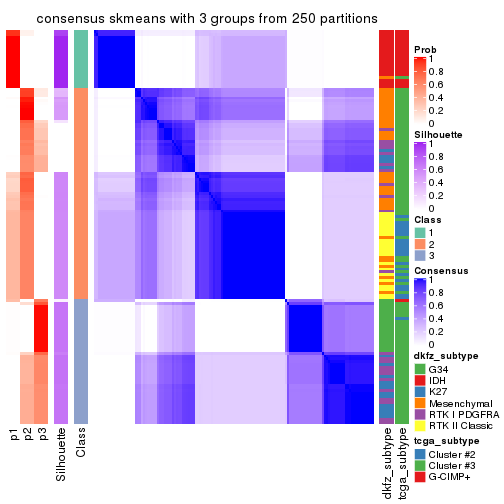 consensus skmeans with 3 groups from 250 partitions
Prob
1
0.8
0.6
0.4
0.2
0
Silhouette
1
0.8
0.6
0.4
0.2
0
Class
1
2
3
Consensus
1
0.8
0.6
0.4
0.2
0
dkfz_subtype
G34
IDH
K27
Mesenchymal
RTK I PDGFRA
RTK II Classic
tcga_subtype
Cluster #2
Cluster #3
G-CIMP+
p1
p2
p3
Silhouette
Class
dkfz_subtype
tcga_subtype